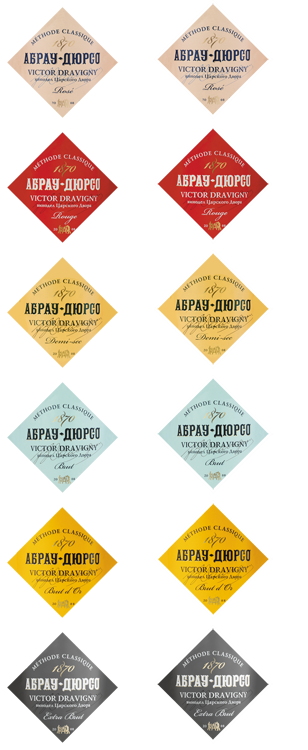 MÉTHODE CLASSIQUE
1870
АБРАУ-ДЮРСО
VICTOR DRAVIGNY
винодел Царского Двора
Rosé
MÉTHODE CLASSIQUE
1870
АБРАУ-ДЮРСО
VICTOR DRAVIGNY
винодел Царского Двора
Rosé
MÉTHODE CLASSIQUE
1870
АБРАУ-ДЮРСО
VICTOR DRAVIGNY
винодел Царского Двора
Rouge
MÉTHODE CLASSIQUE
1870
АБРАУ-ДЮРСО
VICTOR DRAVIGNY
винодел Царского Двора
Rouge
MÉTHODE CLASSIQUE
1870
АБРАУ-ДЮРСО
VICTOR DRAVIGNY
винодел Царского Двора
Demi-sec
MÉTHODE CLASSIQUE
1870
АБРАУ-ДЮРСО
VICTOR DRAVIGNY
винодел Царского Двора
Demi-sec
MÉTHODE CLASSIQUE
1870
АБРАУ-ДЮРСО
VICTOR DRAVIGNY
винодел Царского Двора
Brut
MÉTHODE CLASSIQUE
1870
АБРАУ-ДЮРСО
VICTOR DRAVIGNY
винодел Царского Двора
Brut
MÉTHODE CLASSIQUE
1870
АБРАУ-ДЮРСО
VICTOR DRAVIGNY
винодел Царского Двора
Brut d'Or
MÉTHODE CLASSIQUE
1870
АБРАУ-ДЮРСО
VICTOR DRAVIGNY
винодел Царского Двора
Brut d'Or
MÉTHODE CLASSIQUE
1870
АБРАУ-ДЮРСО
VICTOR DRAVIGNY
винодел Царского Двора
Extra Brut
MÉTHODE CLASSIQUE
1870
АБРАУ-ДЮРСО
VICTOR DRAVIGNY
винодел Царского Двора
Extra Brut